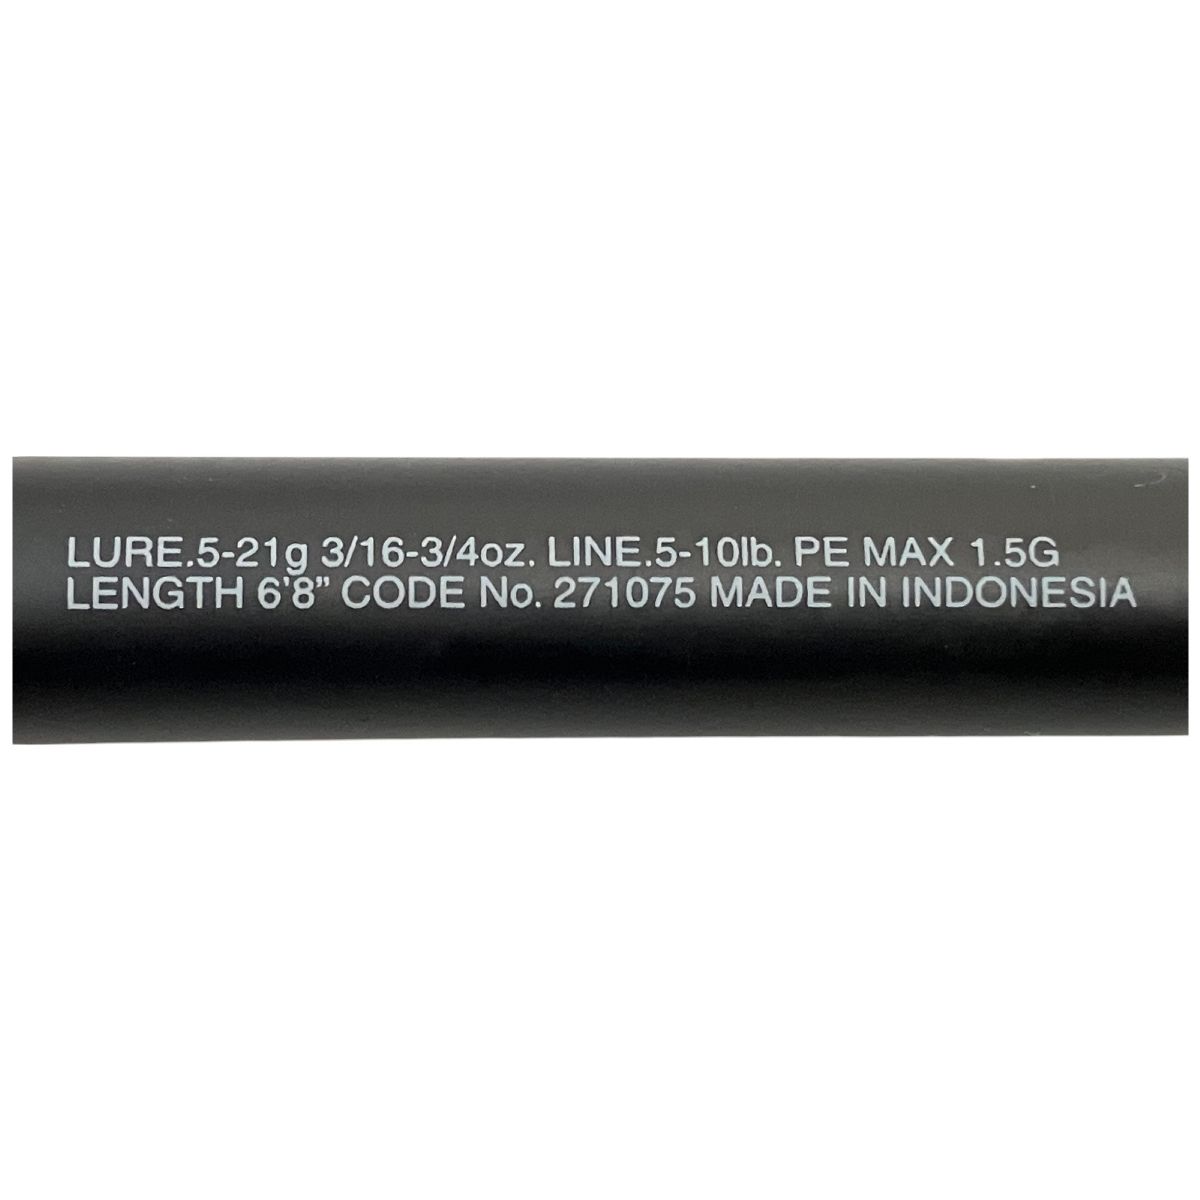 LURE.5-21g 3/16-3/4oz. LINE.5-10lb. PE MAX 1.5G
LENGTH 6'8” CODE No. 271075 MADE IN INDONESIA